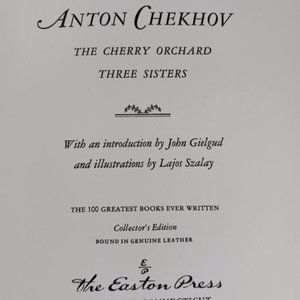 ANTON CHEKHOV
THE CHERRY ORCHARD
THREE SISTERS
With an introduction by John Gielgud
and illustrations by Lajos Szalay
THE 100 GREATEST BOOKS EVER WRITTEN
Collector's Edition
BOUND IN GENUINE LEATHER
E
P
The Easton Press
CONNECTICUT